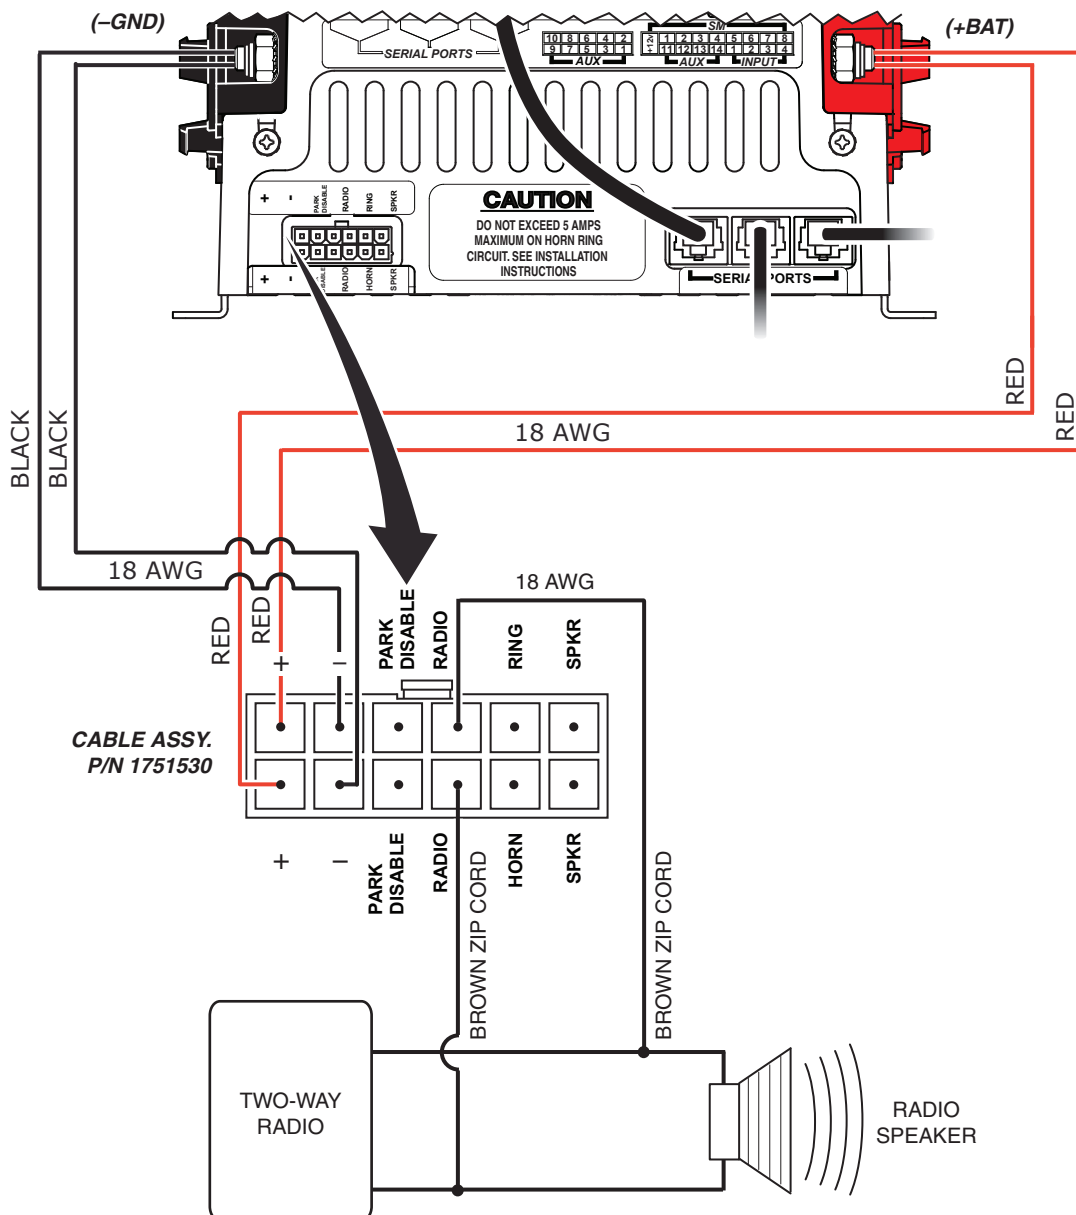 (–GND)
(+BAT)
SERIAL PORTS
10 8 6 4 2
9 7 5 3 1
AUX
SM
+12v
1 2 3 4 5 6 7 8
11 12 13 14 1 2 3 4
AUX
INPUT
+
-
PARK
DISABLE
RADIO
RING
SPKR
CAUTION
DO NOT EXCEED 5 AMPS
MAXIMUM ON HORN RING
CIRCUIT. SEE INSTALLATION
INSTRUCTIONS
+
-
RADIO
HORN
SPKR
SERIAL PORTS
BLACK
BLACK
RED
RED
18 AWG
18 AWG
RED
RED
+
–
PARK
DISABLE
RADIO
18 AWG
RING
SPKR
CABLE ASSY.
P/N 1751530
+
–
PARK
DISABLE
RADIO
HORN
SPKR
BROWN ZIP CORD
BROWN ZIP CORD
TWO-WAY
RADIO
RADIO
SPEAKER